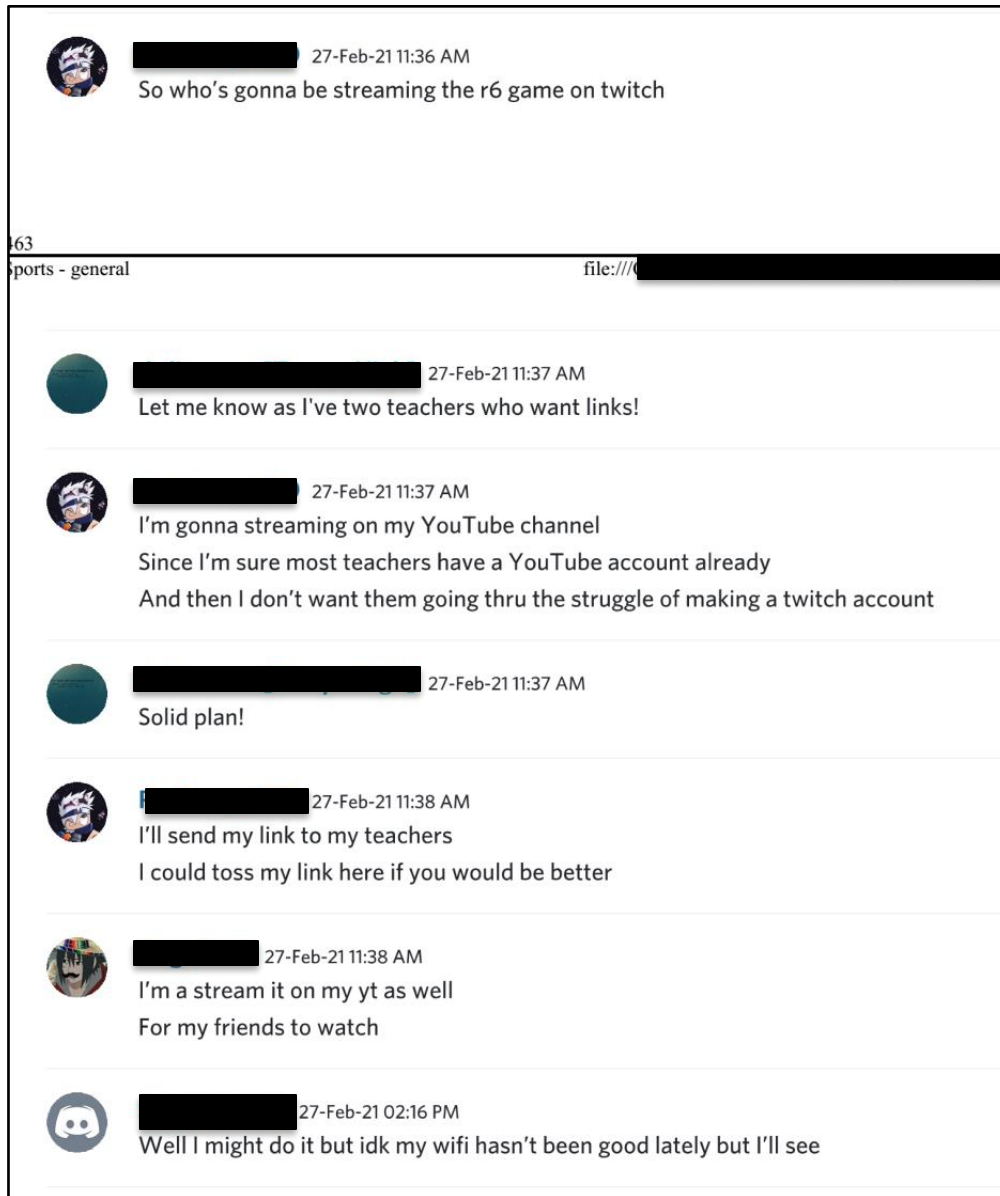 27-Feb-21 11:36 AM
So who's gonna be streaming the r6 game on twitch
463
Sports - general
file:///
27-Feb-21 11:37 AM
Let me know as I've two teachers who want links!
27-Feb-21 11:37 AM
I'm gonna streaming on my YouTube channel
Since I'm sure most teachers have a YouTube account already
And then I don't want them going thru the struggle of making a twitch account
27-Feb-21 11:37 AM
Solid plan!
27-Feb-21 11:38 AM
I'll send my link to my teachers
I could toss my link here if you would be better
27-Feb-21 11:38 AM
I'm a stream it on my yt as well
For my friends to watch
27-Feb-21 02:16 PM
Well I might do it but idk my wifi hasn't been good lately but I'll see